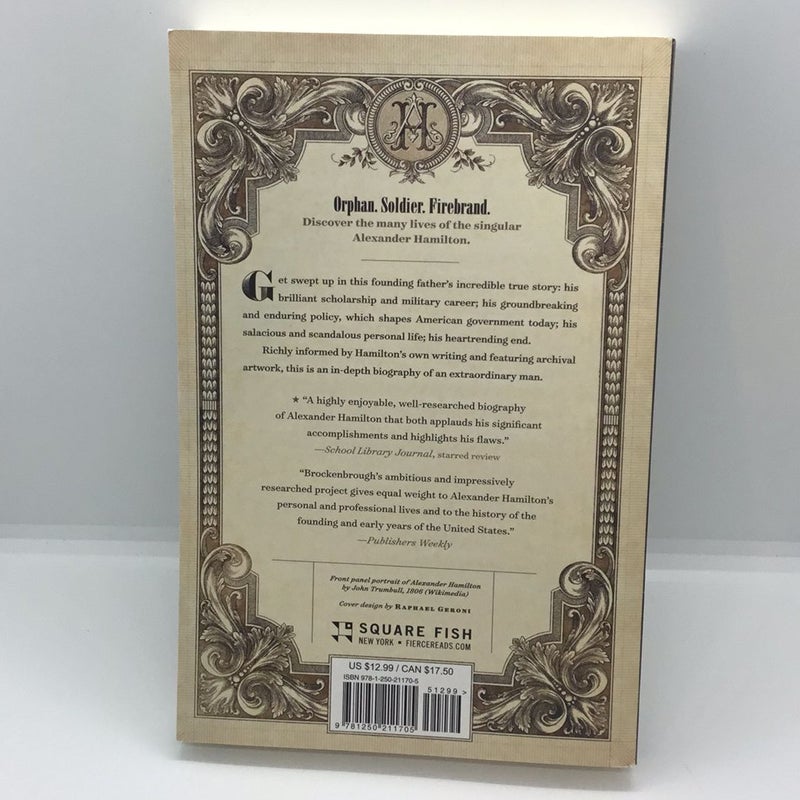 H
Orphan. Soldier. Firebrand.
Discover the many lives of the singular
Alexander Hamilton.
Get swept up in this founding father's incredible true story: his
brilliant scholarship and military career; his groundbreaking
and enduring policy, which shapes American government today; his
salacious and scandalous personal life; his heartrending end.
Richly informed by Hamilton's own writing and featuring archival
artwork, this is an in-depth biography of an extraordinary man.
★ “A highly enjoyable, well-researched biography
of Alexander Hamilton that both applauds his significant
accomplishments and highlights his flaws.”
—School Library Journal, starred review
“Brockenbrough's ambitious and impressively
researched project gives equal weight to Alexander Hamilton's
personal and professional lives and to the history of the
founding and early years of the United States.”
—Publishers Weekly
Front panel portrait of Alexander Hamilton
by John Trumbull, 1806 (Wikimedia)
Cover design by RAPHAEL GERONI
SQUARE FISH
NEW YORK • FIERCEREADS.COM
US $12.99 / CAN $17.50
ISBN 978-1-250-21170-5
51299>
9 781250 211705